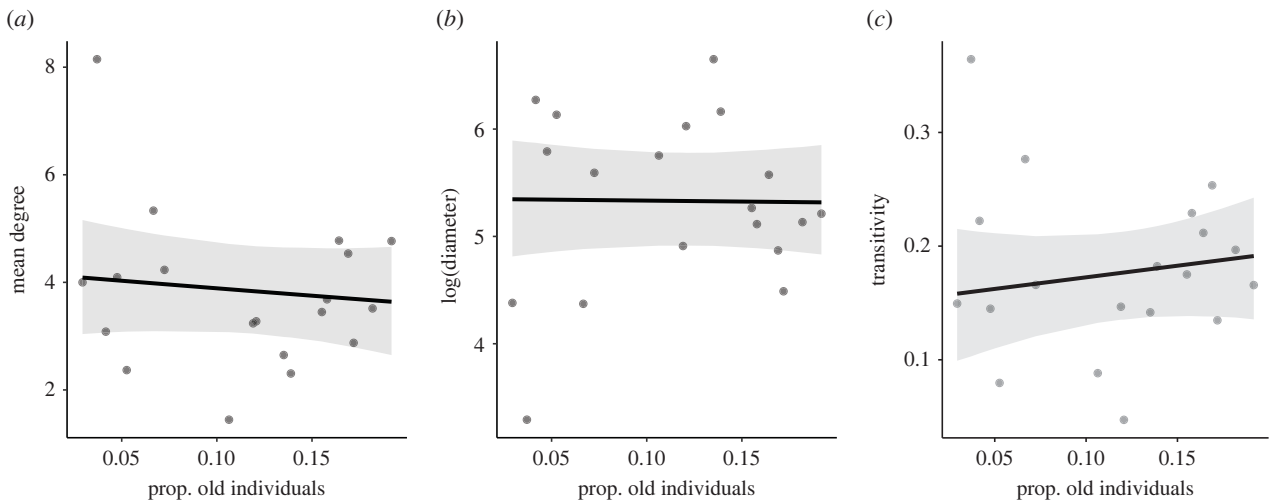 (a)
8
6
4
2
mean degree
0.05 0.10 0.15
prop. old individuals
(b)
6
5
4
log(diameter)
0.05 0.10 0.15
prop. old individuals
(c)
0.3
0.2
0.1
transitivity
0.05 0.10 0.15
prop. old individuals